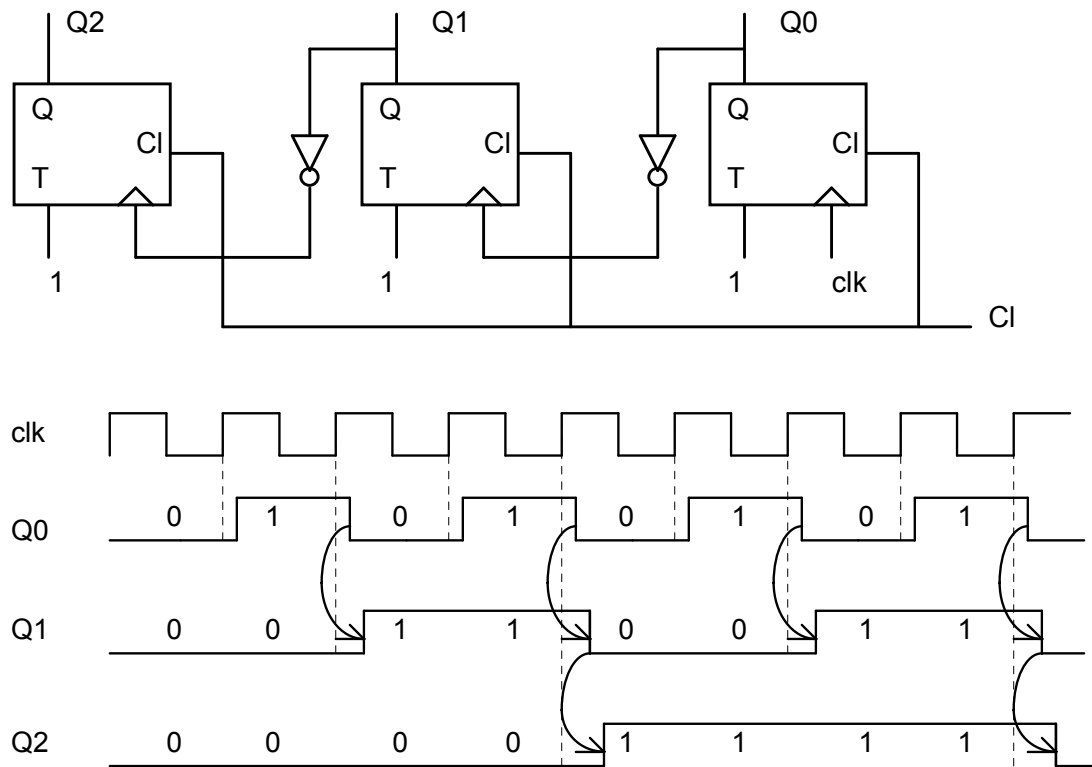 Q2 Q1 Q0
Q Q Q
Cl Cl Cl
T T T
1 1 1 clk
Cl
clk
Q0 0 1 0 1 0 1 0 1
Q1 0 0 1 1 0 0 1 1
Q2 0 0 0 0 1 1 1 1